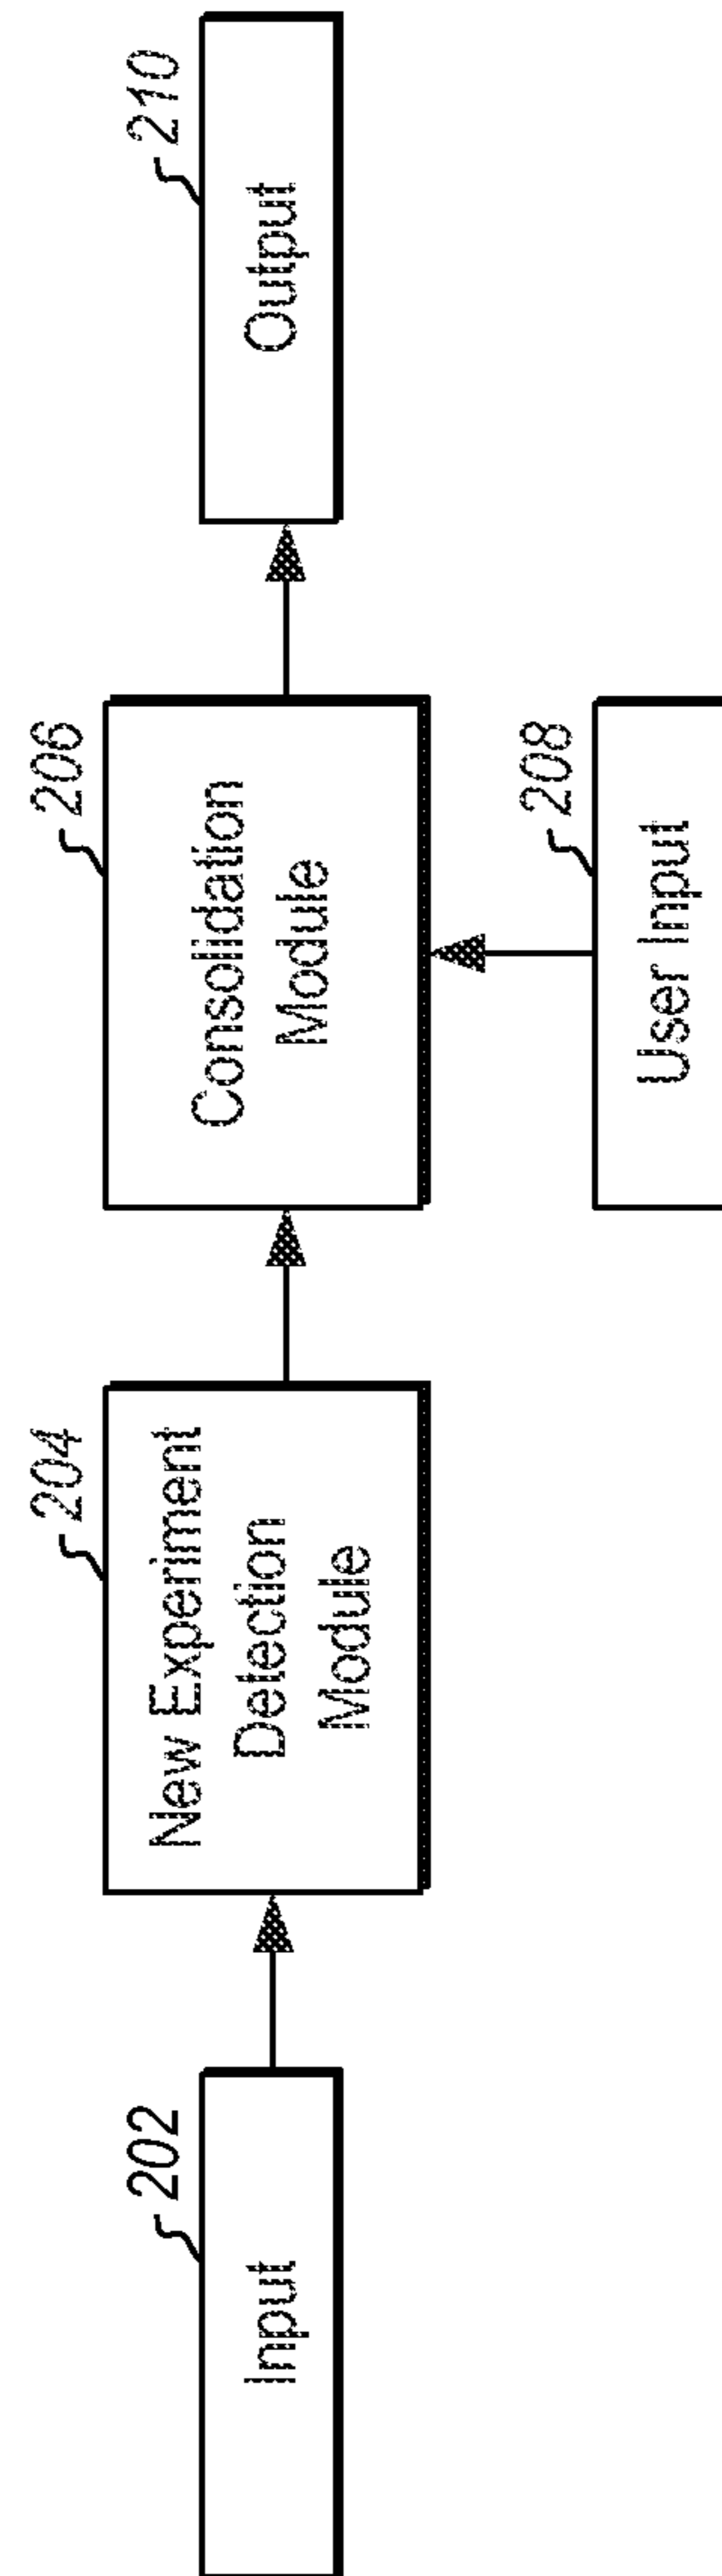 202
Input
204
New Experiment
Detection
Module
206
Consolidation
Module
208
User Input
210
Output